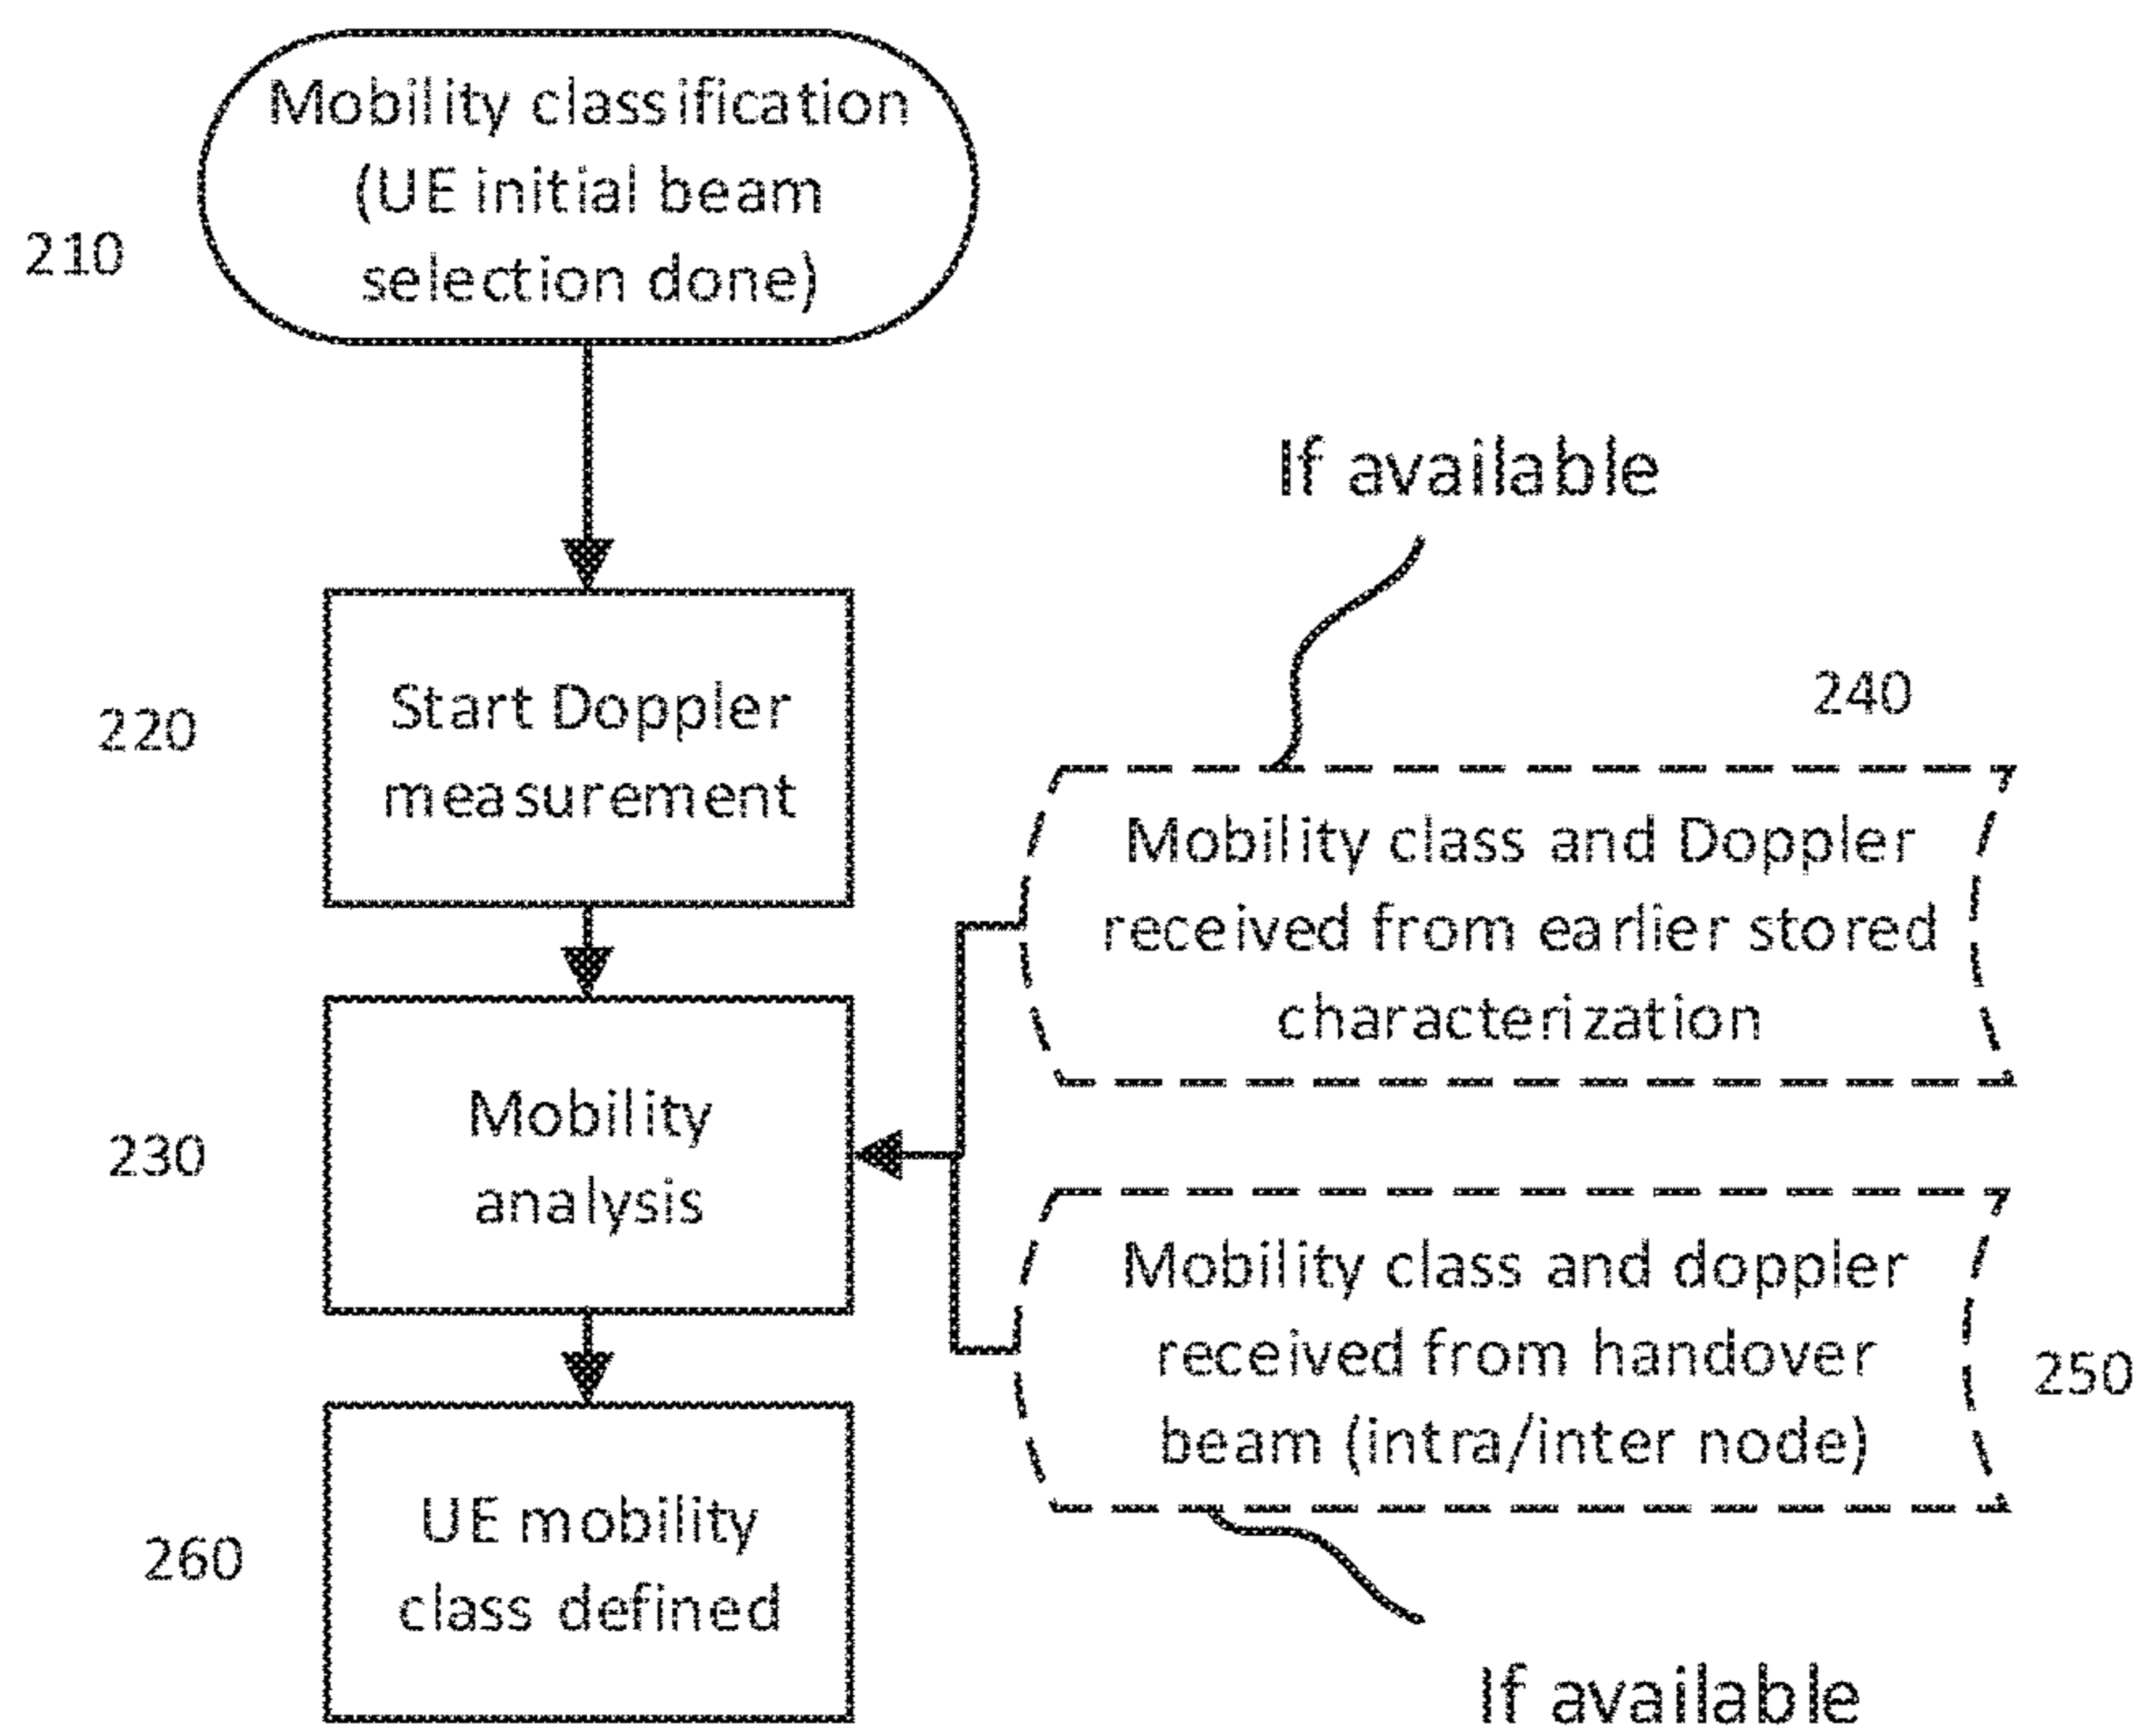 Mobility classification
(UE initial beam
selection done)
210
If available
220
Start Doppler
measurement
240
Mobility class and Doppler
received from earlier stored
characterization
230
Mobility
analysis
Mobility class and doppler
received from handover
beam (intra/inter node)
250
260
UE mobility
class defined
If available